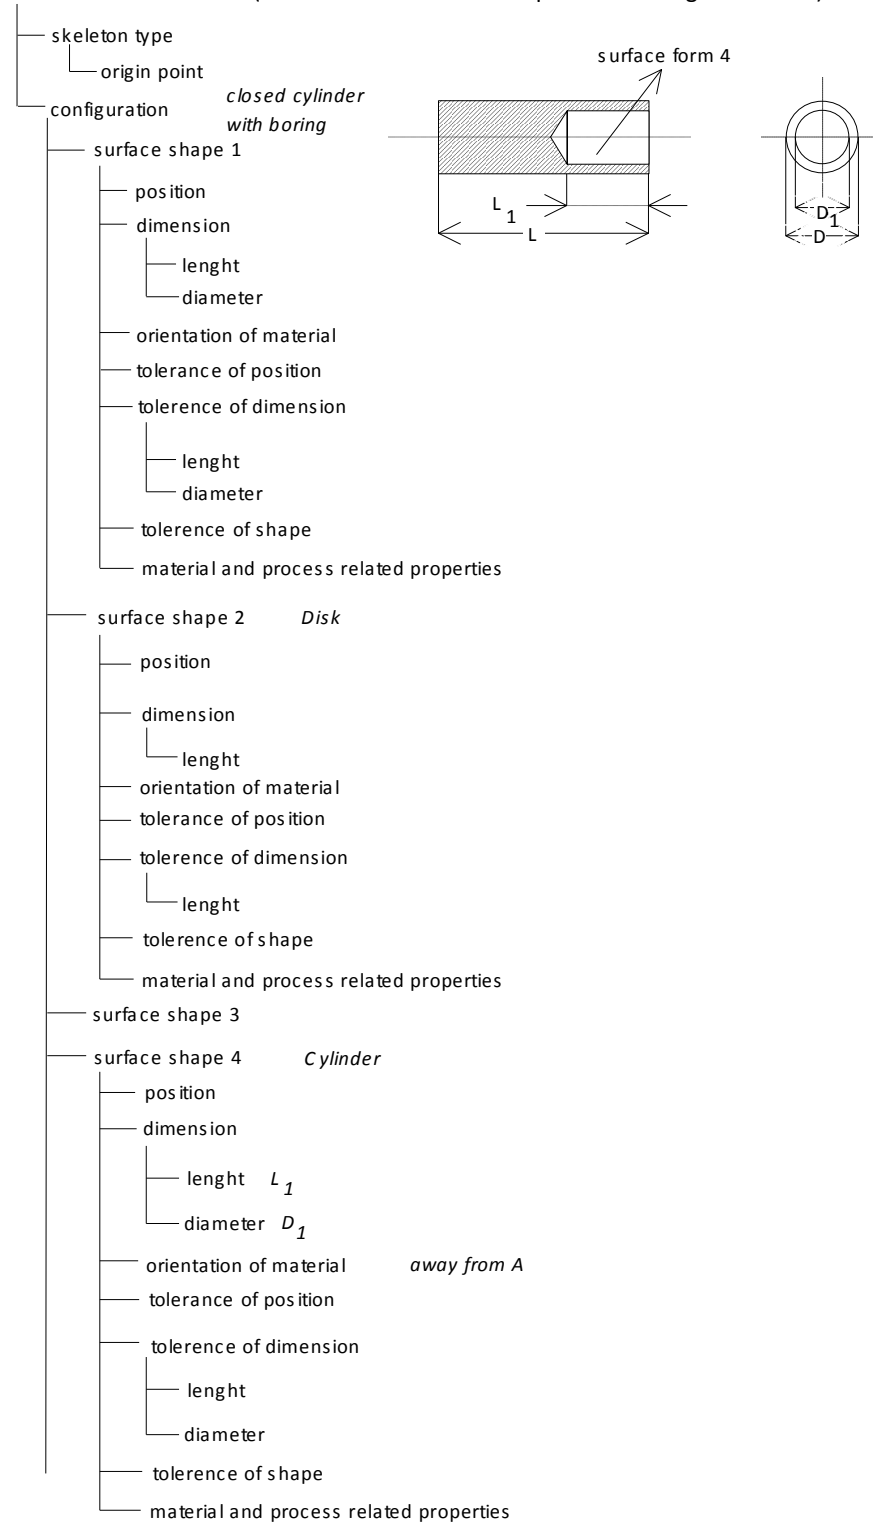 skeleton type
origin point
configuration
closed cylinder
with boring
surface form 4
L 1
L
D1
D
surface shape 1
position
dimension
lenght
diameter
orientation of material
tolerance of position
tolerence of dimension
lenght
diameter
tolerence of shape
material and process related properties
surface shape 2 Disk
position
dimension
lenght
orientation of material
tolerance of position
tolerence of dimension
lenght
tolerence of shape
material and process related properties
surface shape 3
surface shape 4 Cylinder
position
dimension
lenght L1
diameter D1
orientation of material away from A
tolerance of position
tolerence of dimension
lenght
diameter
tolerence of shape
material and process related properties